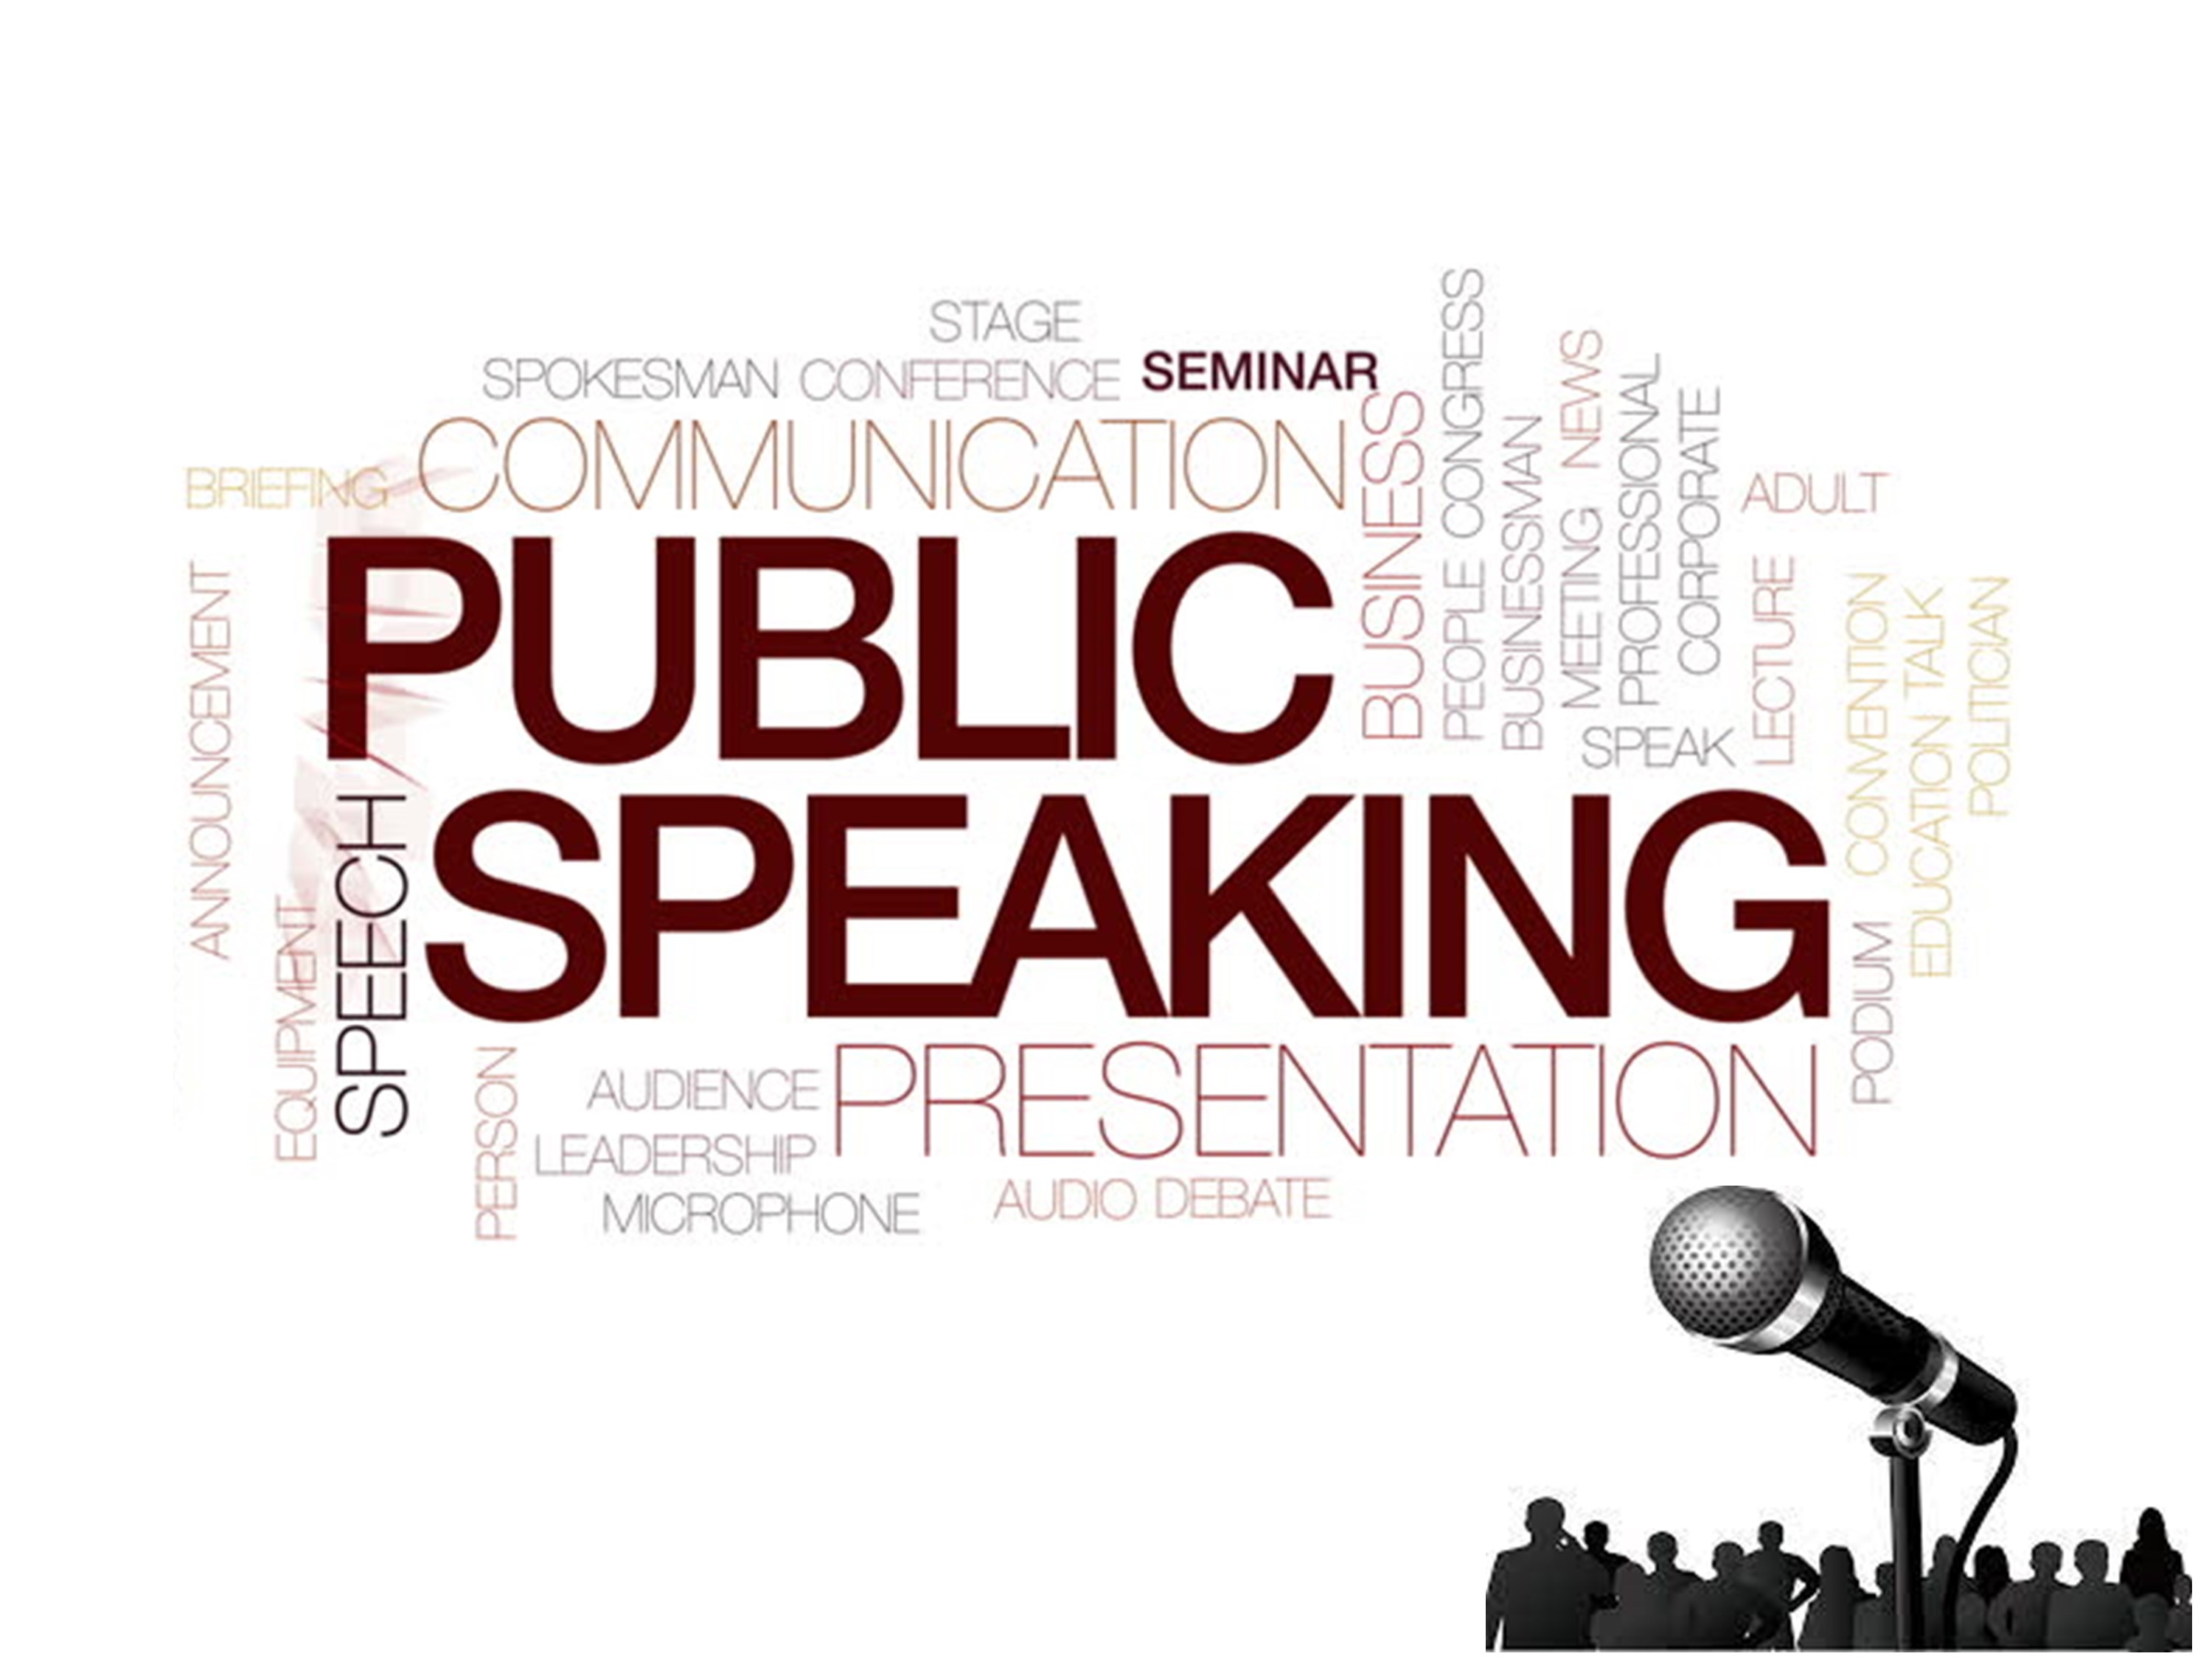 STAGE
SPOKESMAN CONFERENCE SEMINAR
COMMUNICATION
BRIEFING
PUBLIC
SPEAKING
ANNOUNCEMENT
EQUIPMENT
SPEECH
PERSON
AUDIENCE
PRESENTATION
LEADERSHIP
MICROPHONE
AUDIO DEBATE
BUSINESS
PEOPLE CONGRESS
BUSINESSMAN
MEETING NEWS
PROFESSIONAL
CORPORATE
SPEAK
ADULT
LECTURE
CONVENTION
EDUCATION TALK
POLITICIAN
PODIUM